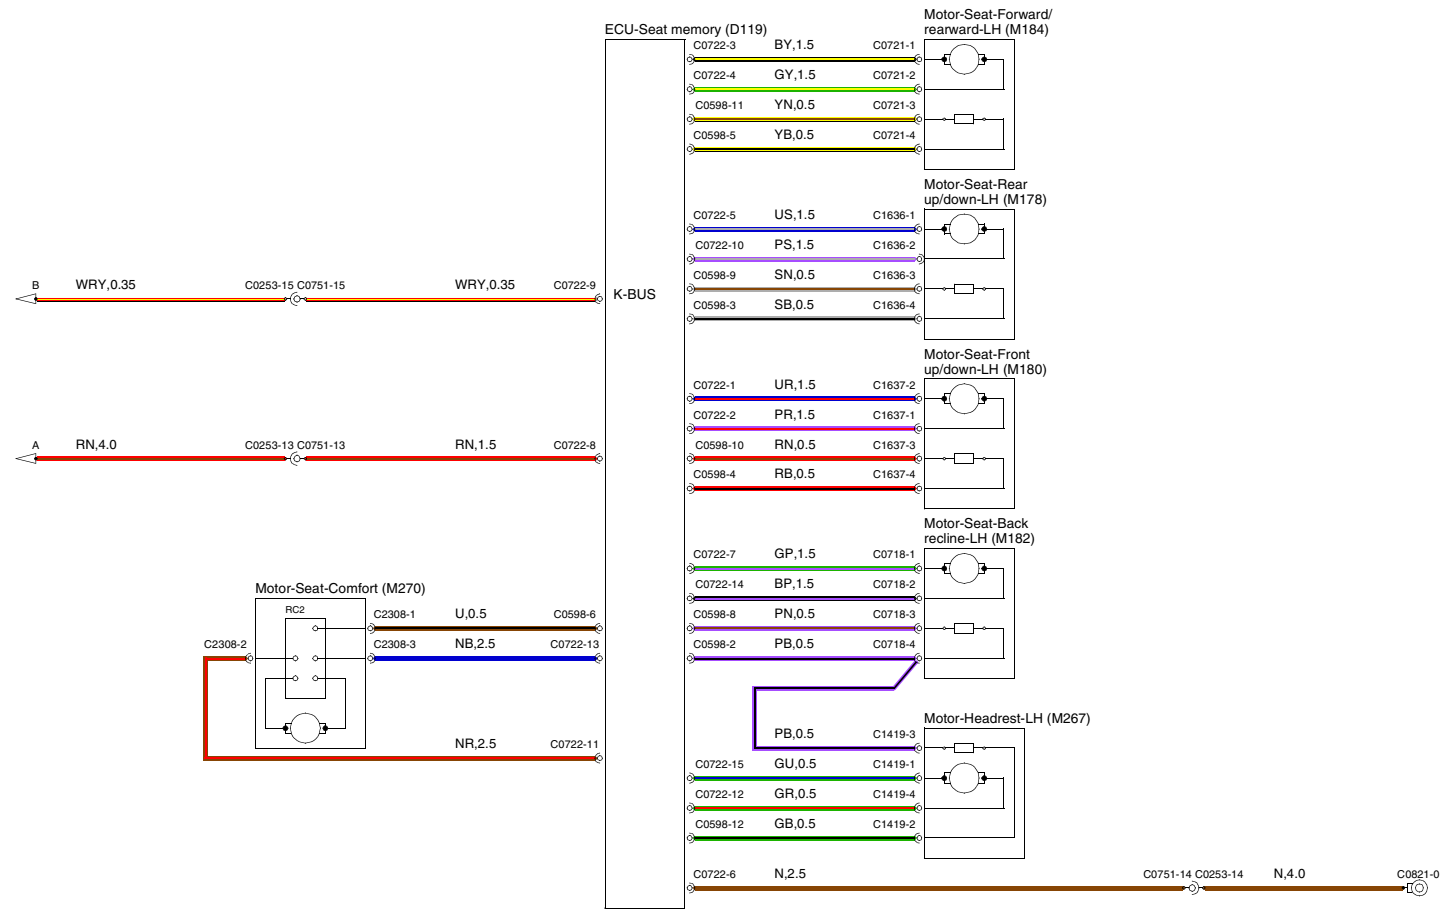 ECU-Seat memory (D119)
Motor-Seat-Forward/
rearward-LH (M184)
C0722-3 BY,1.5 C0721-1
C0722-4 GY,1.5 C0721-2
C0598-11 YN,0.5 C0721-3
C0598-5 YB,0.5 C0721-4
Motor-Seat-Rear
up/down-LH (M178)
C0722-5 US,1.5 C1636-1
C0722-10 PS,1.5 C1636-2
C0598-9 SN,0.5 C1636-3
C0598-3 SB,0.5 C1636-4
B WRY,0.35 C0253-15 C0751-15 WRY,0.35 C0722-9
K-BUS
Motor-Seat-Front
up/down-LH (M180)
C0722-1 UR,1.5 C1637-2
C0722-2 PR,1.5 C1637-1
C0598-10 RN,0.5 C1637-3
C0598-4 RB,0.5 C1637-4
A RN,4.0 C0253-13 C0751-13 RN,1.5 C0722-8
Motor-Seat-Back
recline-LH (M182)
C0722-7 GP,1.5 C0718-1
C0722-14 BP,1.5 C0718-2
C0598-8 PN,0.5 C0718-3
C0598-2 PB,0.5 C0718-4
Motor-Seat-Comfort (M270)
RC2
C2308-1 U,0.5 C0598-6
C2308-2
C2308-3 NB,2.5 C0722-13
NR,2.5 C0722-11
Motor-Headrest-LH (M267)
PB,0.5 C1419-3
C0722-15 GU,0.5 C1419-1
C0722-12 GR,0.5 C1419-4
C0598-12 GB,0.5 C1419-2
C0722-6 N,2.5 C0751-14 C0253-14 N,4.0 C0821-0